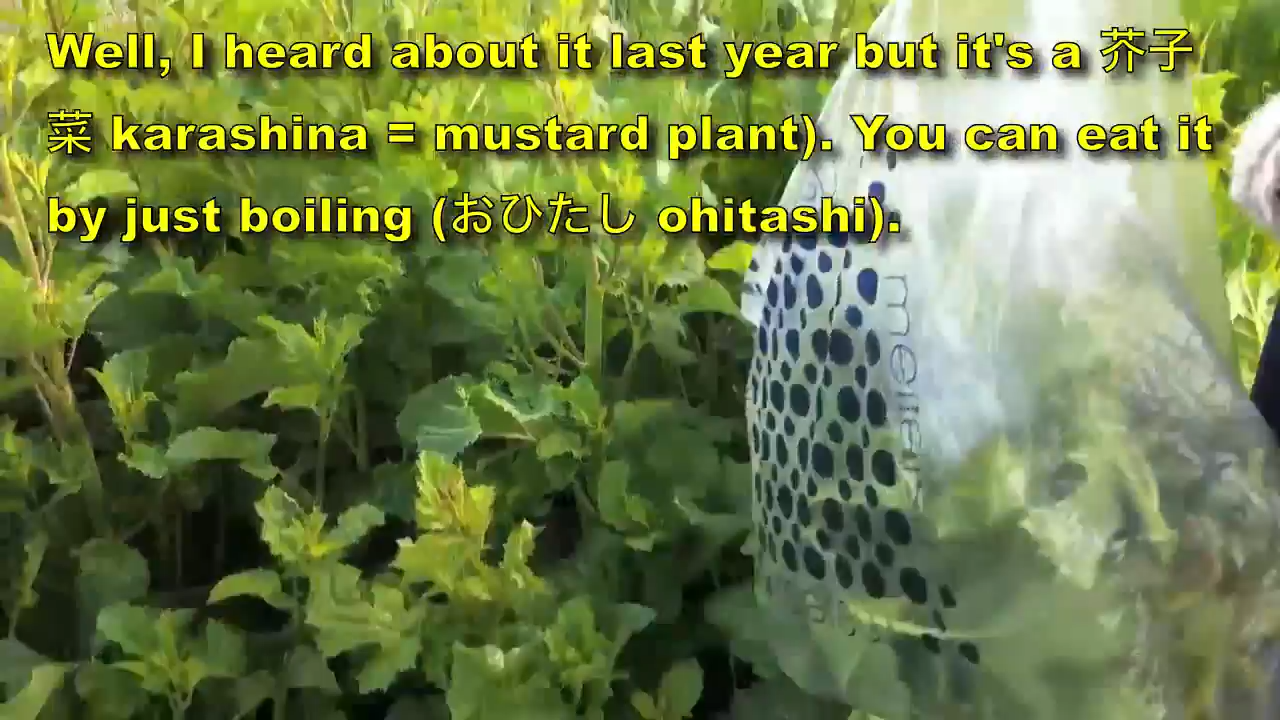 Well, I heard about it last year but it's a 芥子
菜 karashina = mustard plant). You can eat it
by just boiling (おひたし ohitashi).